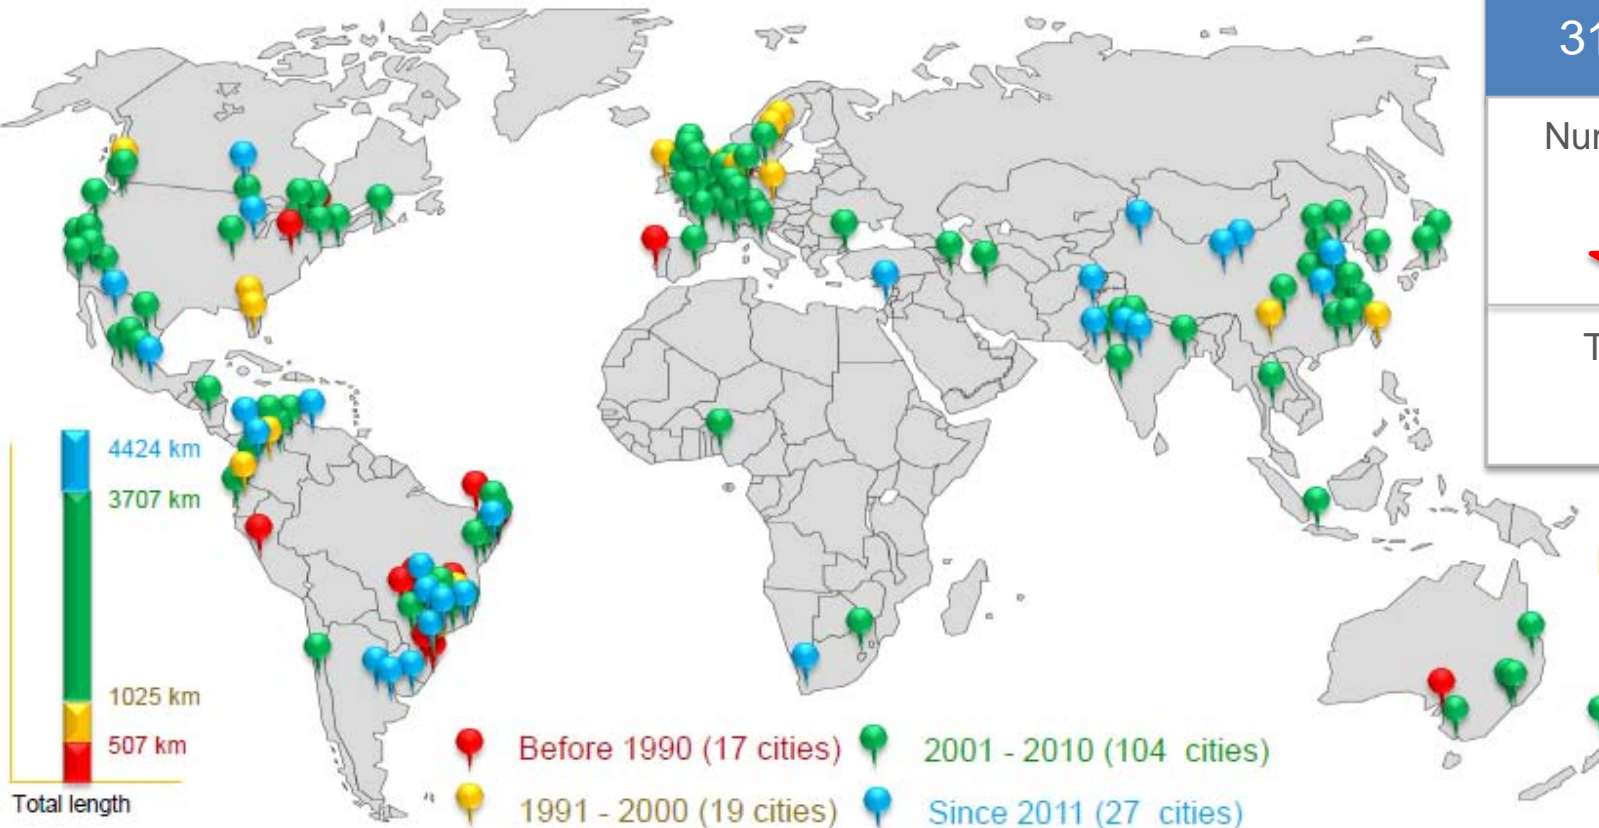 31
4424 km
3707 km
1025 km
507 km
Total length
Before 1990 (17 cities)
2001 - 2010 (104  cities)
1991 - 2000 (19 cities)
Since 2011 (27  cities)